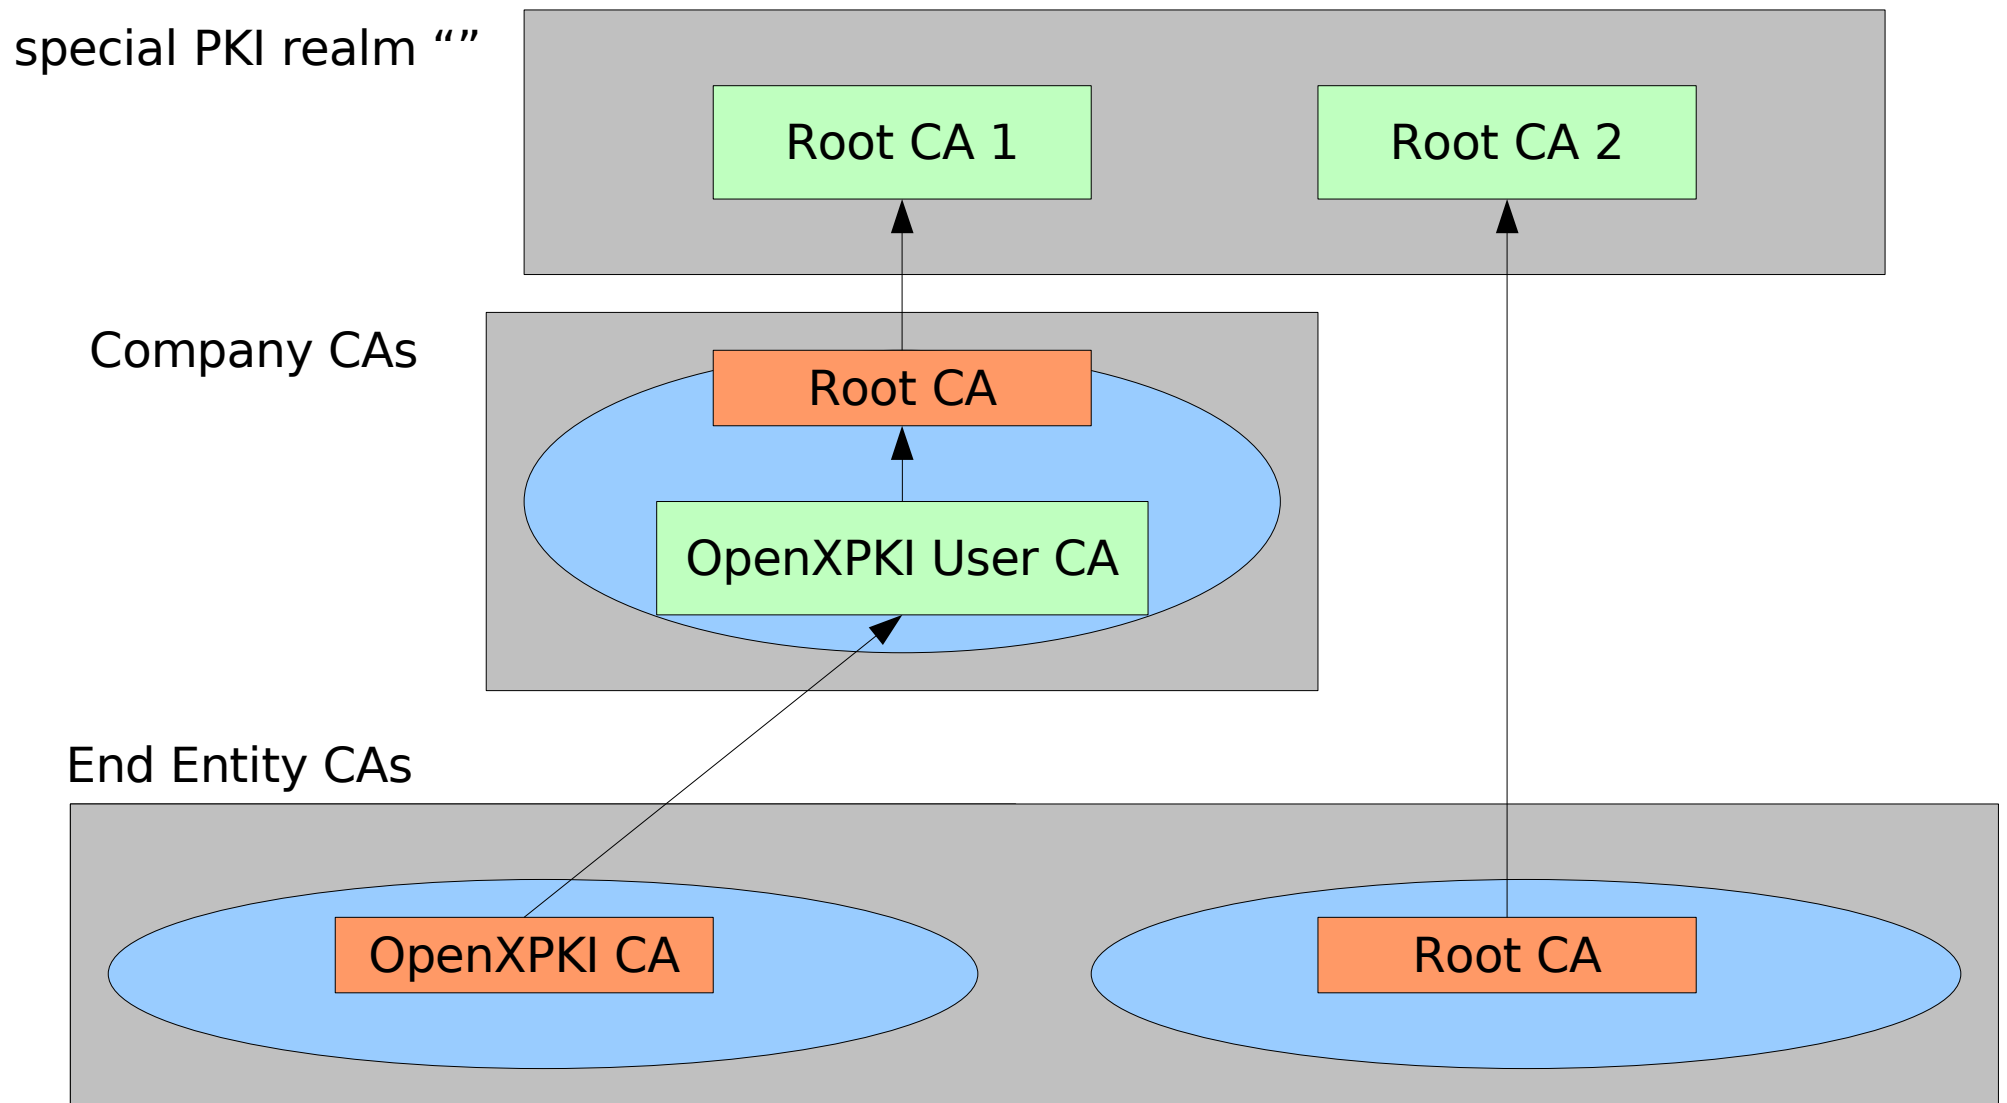 special PKI realm “”
Root CA 1
Root CA 2
Company CAs
Root CA
OpenXPKI User CA
End Entity CAs
OpenXPKI CA
Root CA